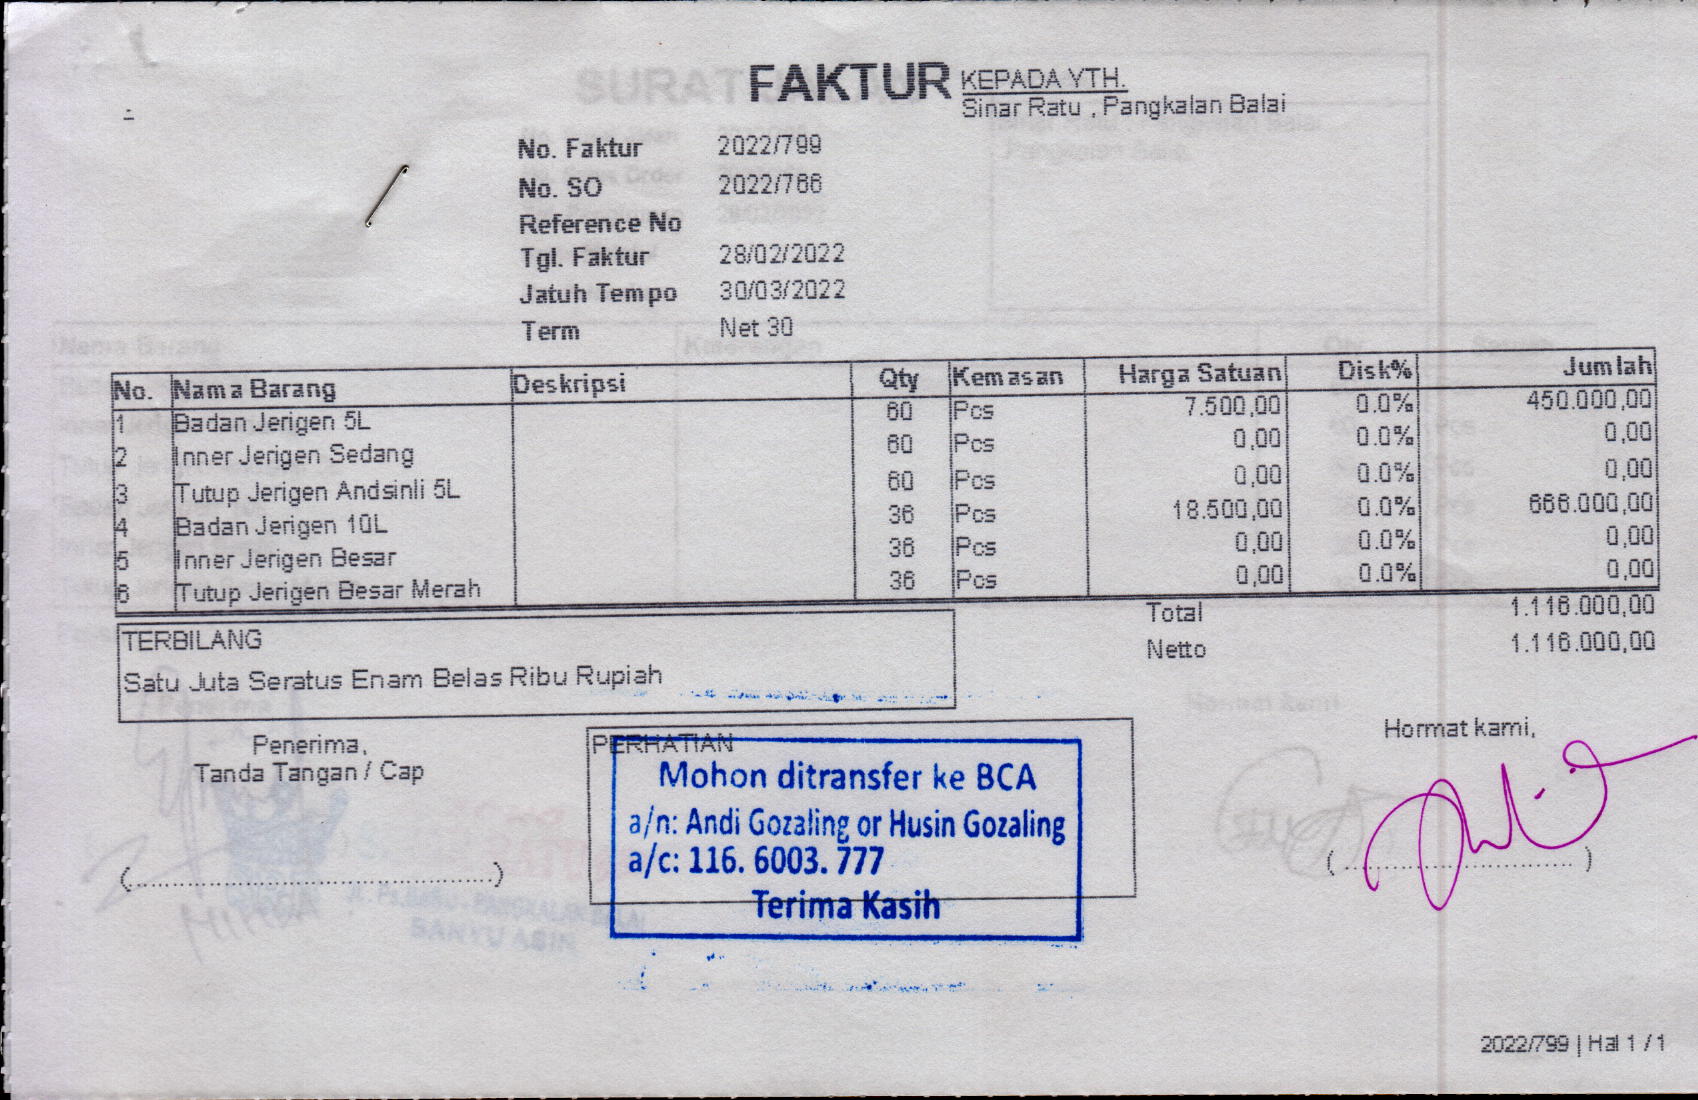 FAKTUR
KEPADA YTH.
Sinar Ratu , Pangkalan Balai
No. Faktur 2022/799
No. SO 2022/766
Reference No
Tgl. Faktur 28/02/2022
Jatuh Tempo 30/03/2022
Term Net 30
No. Nama Barang Deskripsi Qty Kemasan Harga Satuan Disk% Jumlah
1 Badan Jerigen 5L 60 Pcs 7.500,00 0.0% 450.000,00
2 Inner Jerigen Sedang 60 Pcs 0,00 0.0% 0,00
3 Tutup Jerigen Andsinli 5L 60 Pcs 0,00 0.0% 0,00
4 Badan Jerigen 10L 36 Pcs 18.500,00 0.0% 666.000,00
5 Inner Jerigen Besar 36 Pcs 0,00 0.0% 0,00
6 Tutup Jerigen Besar Merah 36 Pcs 0,00 0.0% 0,00
Total 1.116.000,00
Netto 1.116.000,00
TERBILANG
Satu Juta Seratus Enam Belas Ribu Rupiah
Penerima,
Tanda Tangan / Cap
(..................................................)
PERHATIAN
Mohon ditransfer ke BCA
a/n: Andi Gozaling or Husin Gozaling
a/c: 116. 6003. 777
Terima Kasih
Hormat kami,
(..................................)
2022/799 | Hal 1 / 1